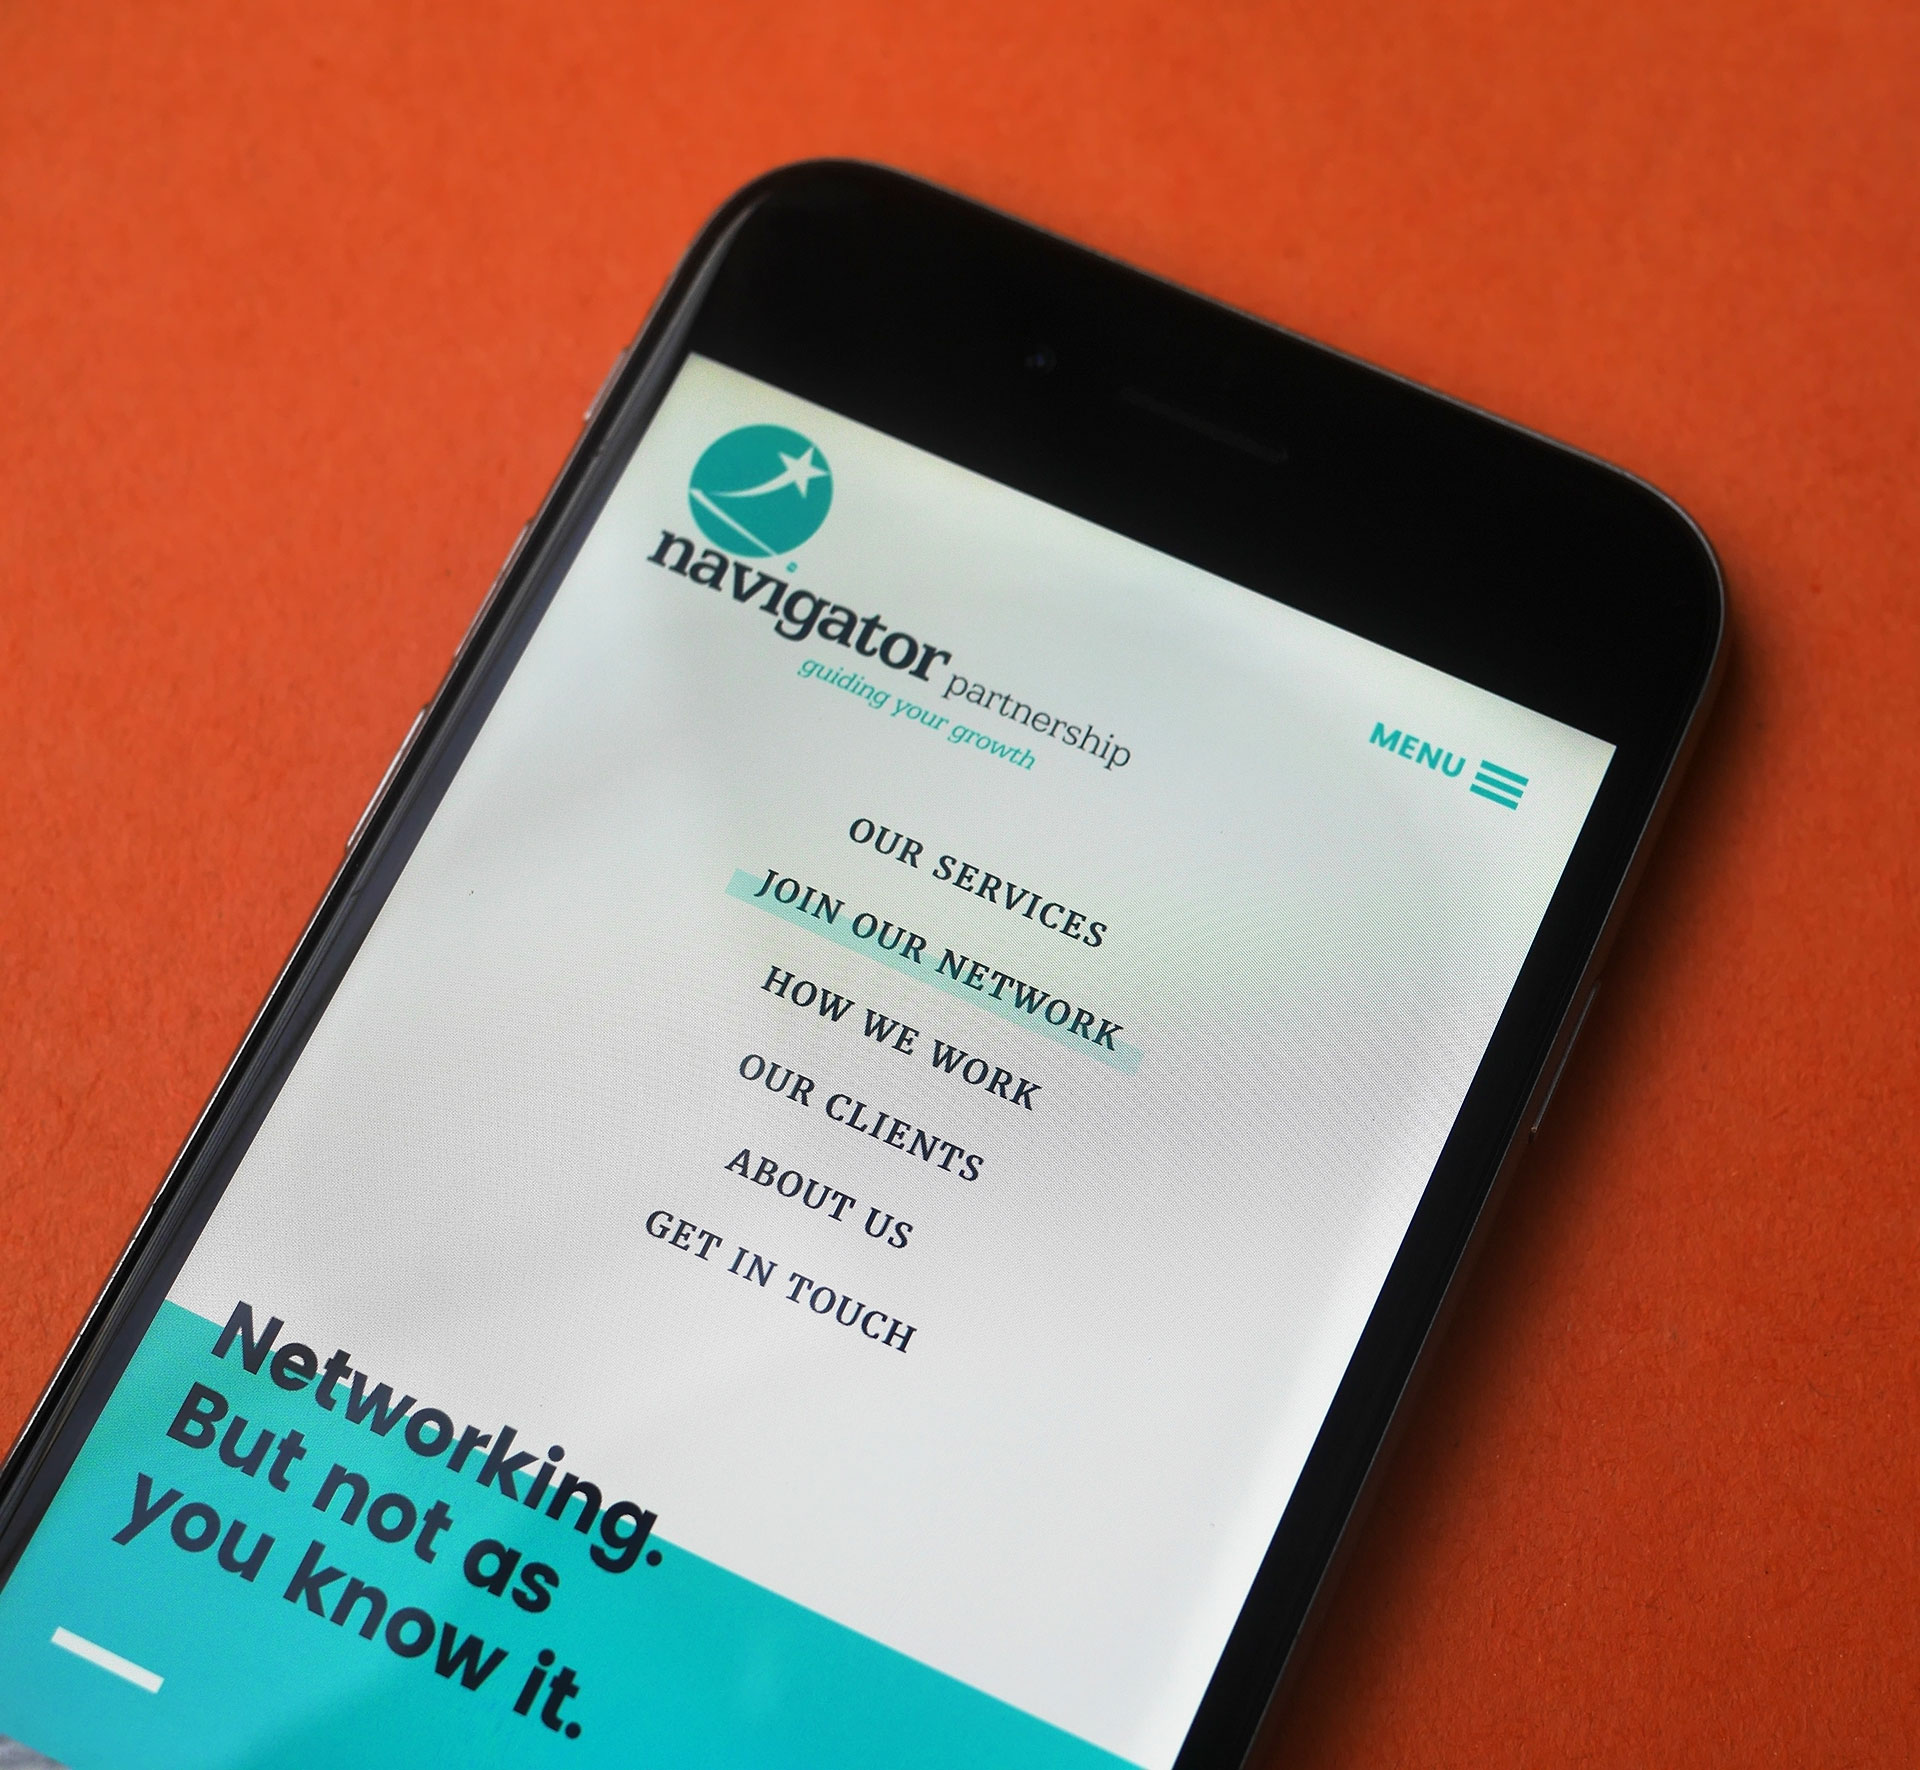 navigator partnership
guiding your growth
MENU
OUR SERVICES
JOIN OUR NETWORK
HOW WE WORK
OUR CLIENTS
ABOUT US
GET IN TOUCH
Networking.
But not as
you know it.